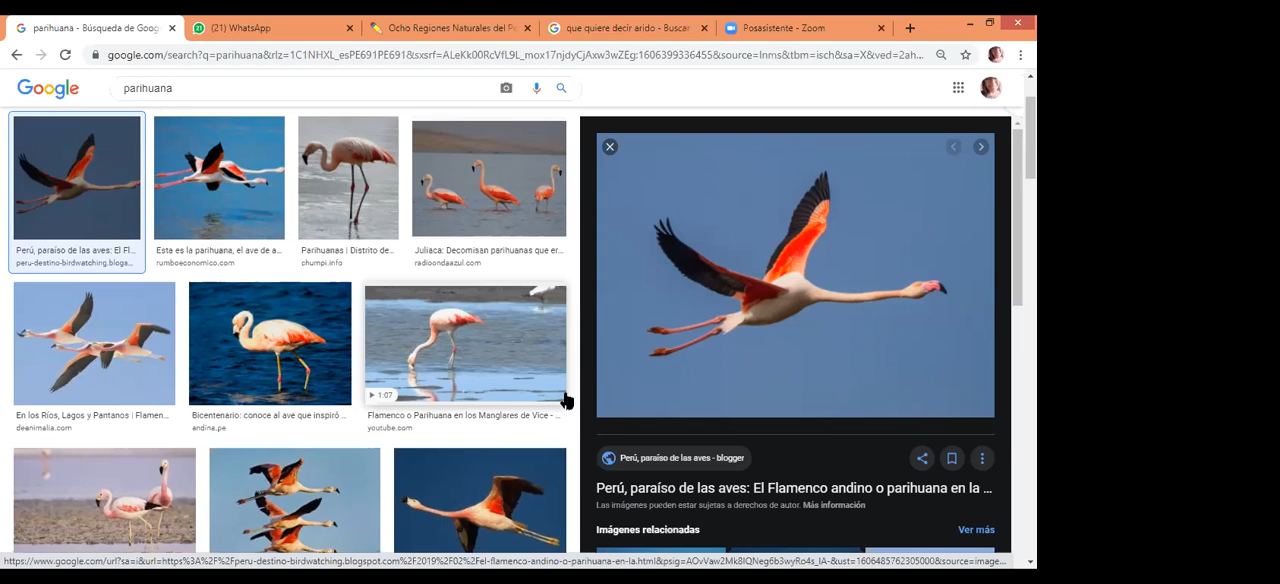 parihuana - Búsqueda de Goog
(21) WhatsApp
Ocho Regiones Naturales del Pe
que quiere decir arido - Buscar
Posasistente - Zoom
google.com/search?q=parihuana&rlz=1C1NHXL_esPE691PE691&sxsrf=ALeKk00RcVfL9L_mox17njdyCjAxw3wZEg:1606399336455&source=lnms&tbm=isch&sa=X&ved=2ah...
Google
parihuana
Perú, paraíso de las aves: El Fl...
peru-destino-birdwatching.blogs...
Esta es la parihuana, el ave de a...
rumboeconomico.com
Parihuanas | Distrito de...
chumpi.info
Juliaca: Decomisan parihuanas que er...
radioondaazul.com
En los Ríos, Lagos y Pantanos | Flamen...
deanimalia.com
Bicentenario: conoce al ave que inspiró ...
andina.pe
1:07
Flamenco o Parihuana en los Manglares de Vice - ...
youtube.com
Perú, paraíso de las aves - blogger
Perú, paraíso de las aves: El Flamenco andino o parihuana en la ...
Las imágenes pueden estar sujetas a derechos de autor. Más información
Imágenes relacionadas
Ver más
https://www.google.com/url?sa=i&url=https%3A%2F%2Fperu-destino-birdwatching.blogspot.com%2F2019%2F02%2Fel-flamenco-andino-o-parihuana-en-la.html&psig=AOvVaw2Mk8IQNeg6b3wyRo4s_IA-&ust=1606485762305000&source=image...